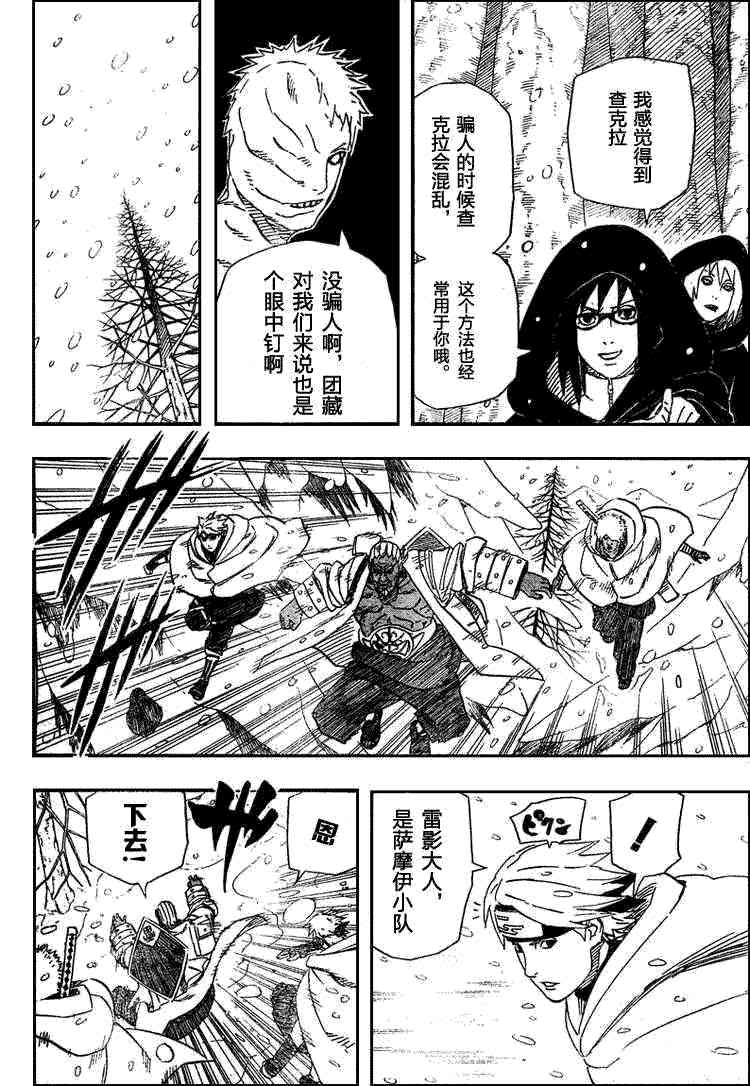 我感觉得到
查克拉
骗人的时候查
克拉会混乱，
这个方法也经
常用于你哦。
没骗人啊，团藏
对我们来说也是
个眼中钉啊
！
ピクン
雷影大人，
是萨摩伊小队
恩
下去！